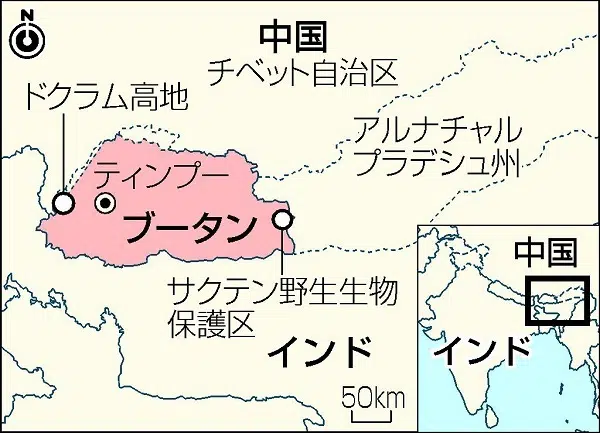 N
中国
チベット自治区
ドクラム高地
アルナチャル
プラデシュ州
ティンプー
ブータン
サクテン野生生物
保護区
インド
50km
中国
インド